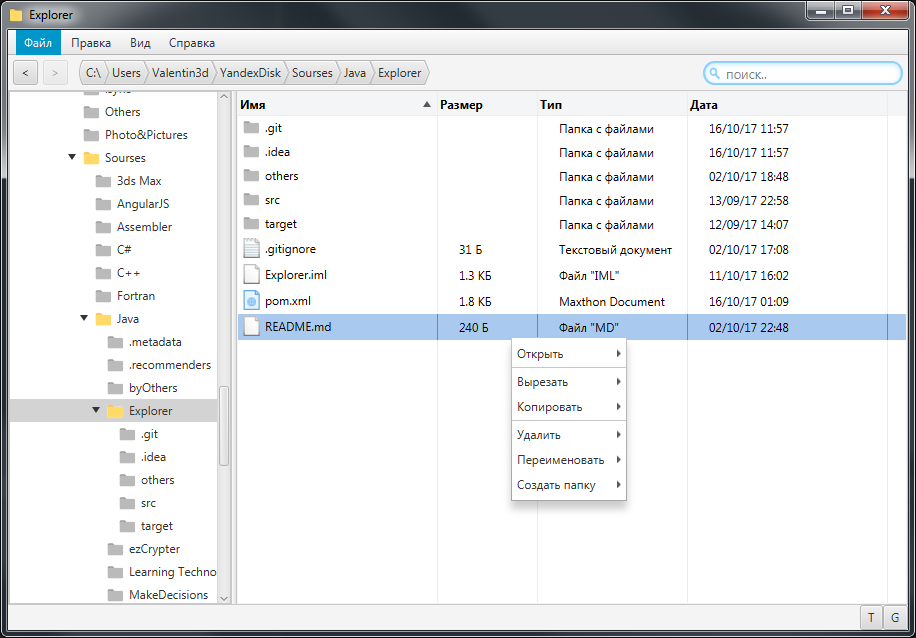 Explorer
Файл Правка Вид Справка
< > C:\ Users Valentin3d YandexDisk Sourses Java Explorer поиск..
Others
Photo&Pictures
Sourses
3ds Max
AngularJS
Assembler
C#
C++
Fortran
Java
.metadata
.recommenders
byOthers
Explorer
.git
.idea
others
src
target
ezCrypter
Learning Techno
MakeDecisions
Имя Размер Тип Дата
.git Папка с файлами 16/10/17 11:57
.idea Папка с файлами 16/10/17 11:57
others Папка с файлами 02/10/17 18:48
src Папка с файлами 13/09/17 22:58
target Папка с файлами 12/09/17 14:07
.gitignore 31 Б Текстовый документ 02/10/17 17:08
Explorer.iml 1.3 КБ Файл "IML" 11/10/17 16:02
pom.xml 1.8 КБ Maxthon Document 16/10/17 01:09
README.md 240 Б Файл "MD" 02/10/17 22:48
Открыть
Вырезать
Копировать
Удалить
Переименовать
Создать папку
T G